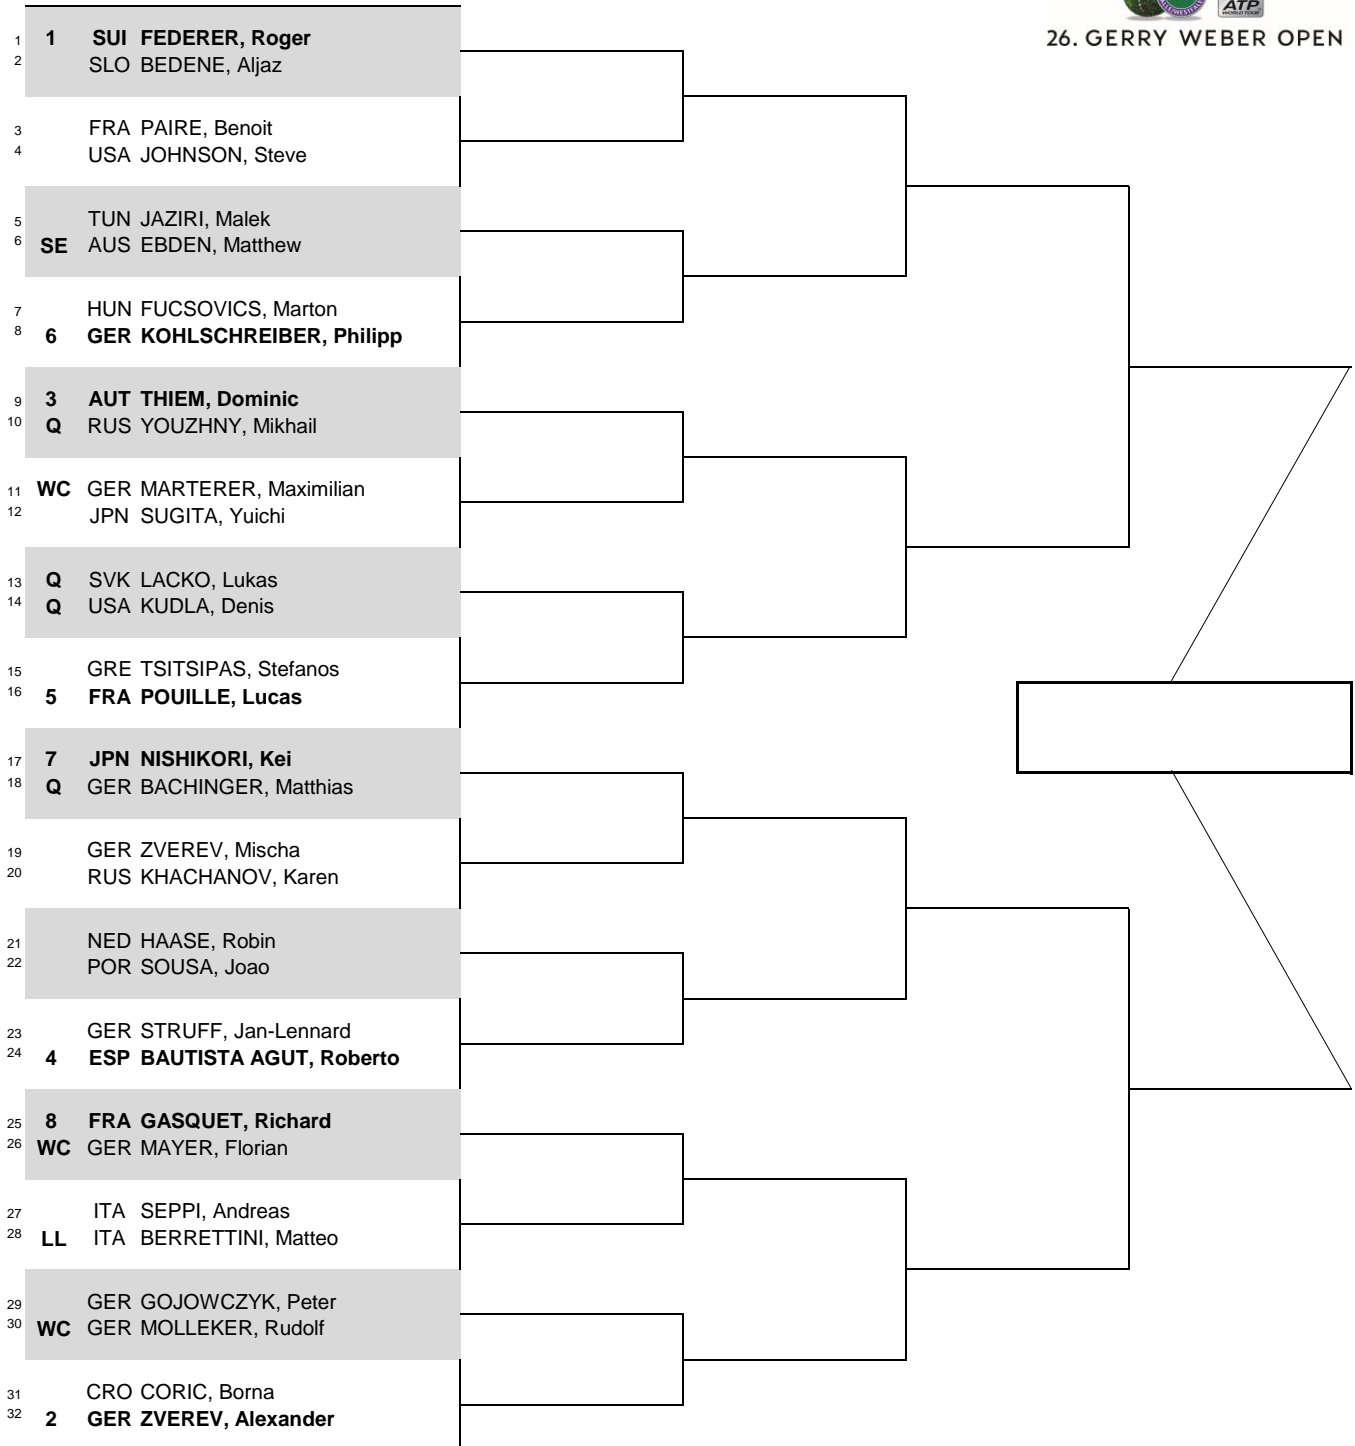 ATP
WORLD TOUR
26. GERRY WEBER OPEN
1 1 SUI FEDERER, Roger
2 SLO BEDENE, Aljaz
3 FRA PAIRE, Benoit
4 USA JOHNSON, Steve
5 TUN JAZIRI, Malek
6 SE AUS EBDEN, Matthew
7 HUN FUCSOVICS, Marton
8 6 GER KOHLSCHREIBER, Philipp
9 3 AUT THIEM, Dominic
10 Q RUS YOUZHNY, Mikhail
11 WC GER MARTERER, Maximilian
12 JPN SUGITA, Yuichi
13 Q SVK LACKO, Lukas
14 Q USA KUDLA, Denis
15 GRE TSITSIPAS, Stefanos
16 5 FRA POUILLE, Lucas
17 7 JPN NISHIKORI, Kei
18 Q GER BACHINGER, Matthias
19 GER ZVEREV, Mischa
20 RUS KHACHANOV, Karen
21 NED HAASE, Robin
22 POR SOUSA, Joao
23 GER STRUFF, Jan-Lennard
24 4 ESP BAUTISTA AGUT, Roberto
25 8 FRA GASQUET, Richard
26 WC GER MAYER, Florian
27 ITA SEPPI, Andreas
28 LL ITA BERRETTINI, Matteo
29 GER GOJOWCZYK, Peter
30 WC GER MOLLEKER, Rudolf
31 CRO CORIC, Borna
32 2 GER ZVEREV, Alexander